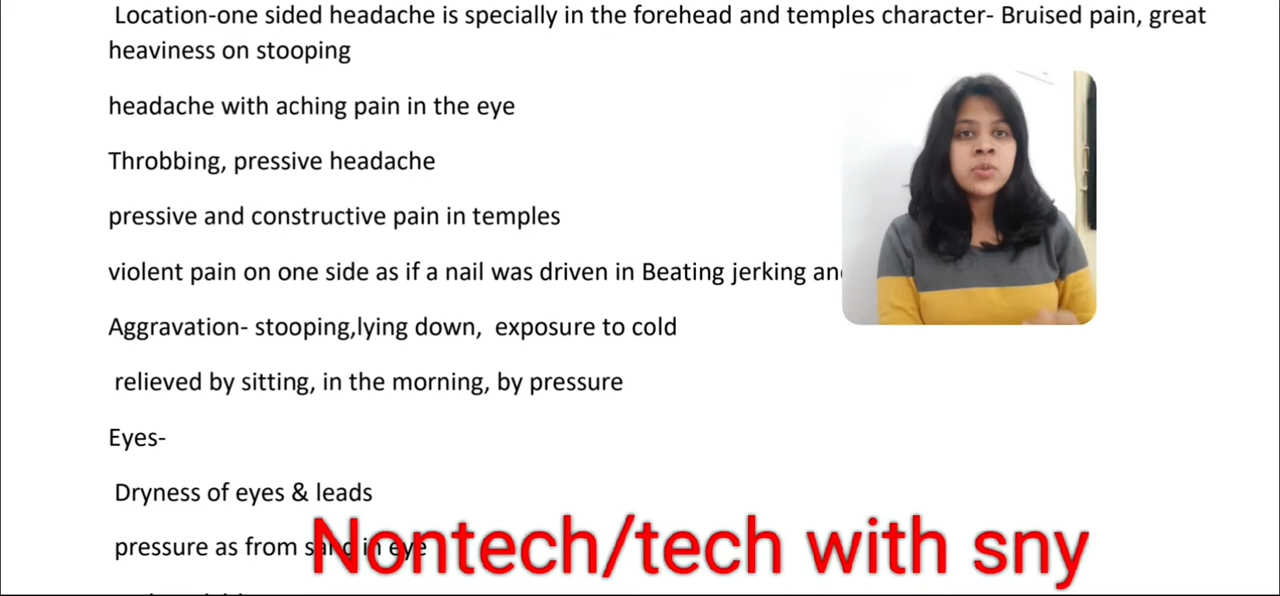 Location-one sided headache is specially in the forehead and temples character- Bruised pain, great
heaviness on stooping
headache with aching pain in the eye
Throbbing, pressive headache
pressive and constructive pain in temples
violent pain on one side as if a nail was driven in Beating jerking
Aggravation- stooping,lying down, exposure to cold
relieved by sitting, in the morning, by pressure
Eyes-
Dryness of eyes & leads
pressure as from sand in eye
Nontech/tech with sny